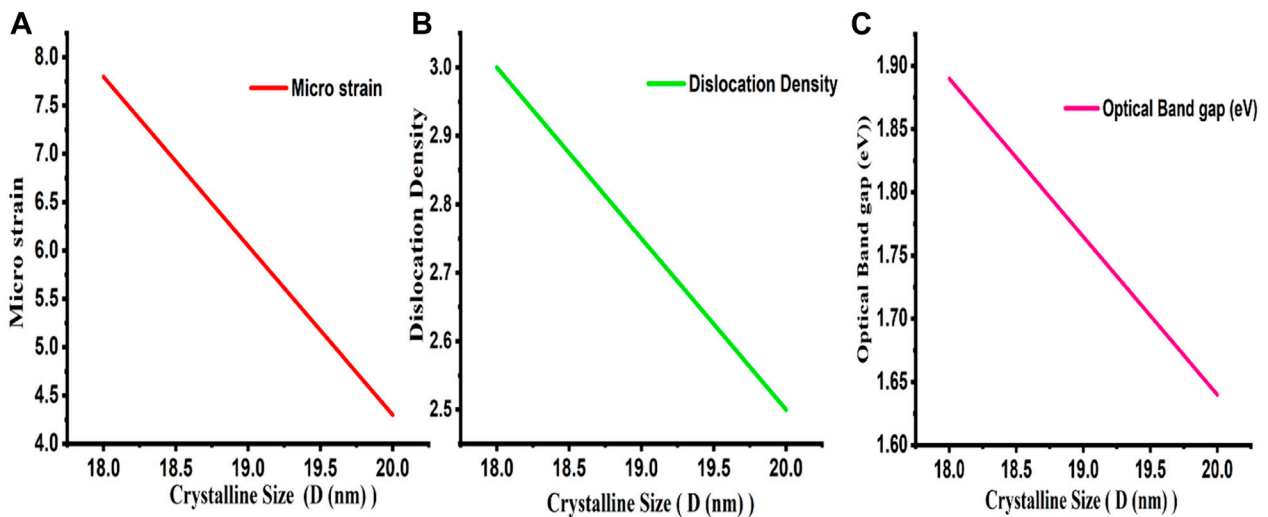 A
8.0
7.5
7.0
6.5
6.0
5.5
5.0
4.5
4.0
Micro strain
Micro strain
18.0 18.5 19.0 19.5 20.0
Crystalline Size (D (nm) )
B
3.0
2.9
2.8
2.7
2.6
2.5
Dislocation Density
Dislocation Density
18.0 18.5 19.0 19.5 20.0
Crystalline Size ( D (nm) )
C
1.90
1.85
1.80
1.75
1.70
1.65
1.60
Optical Band gap (eV))
Optical Band gap (eV)
18.0 18.5 19.0 19.5 20.0
Crystalline Size ( D (nm) )